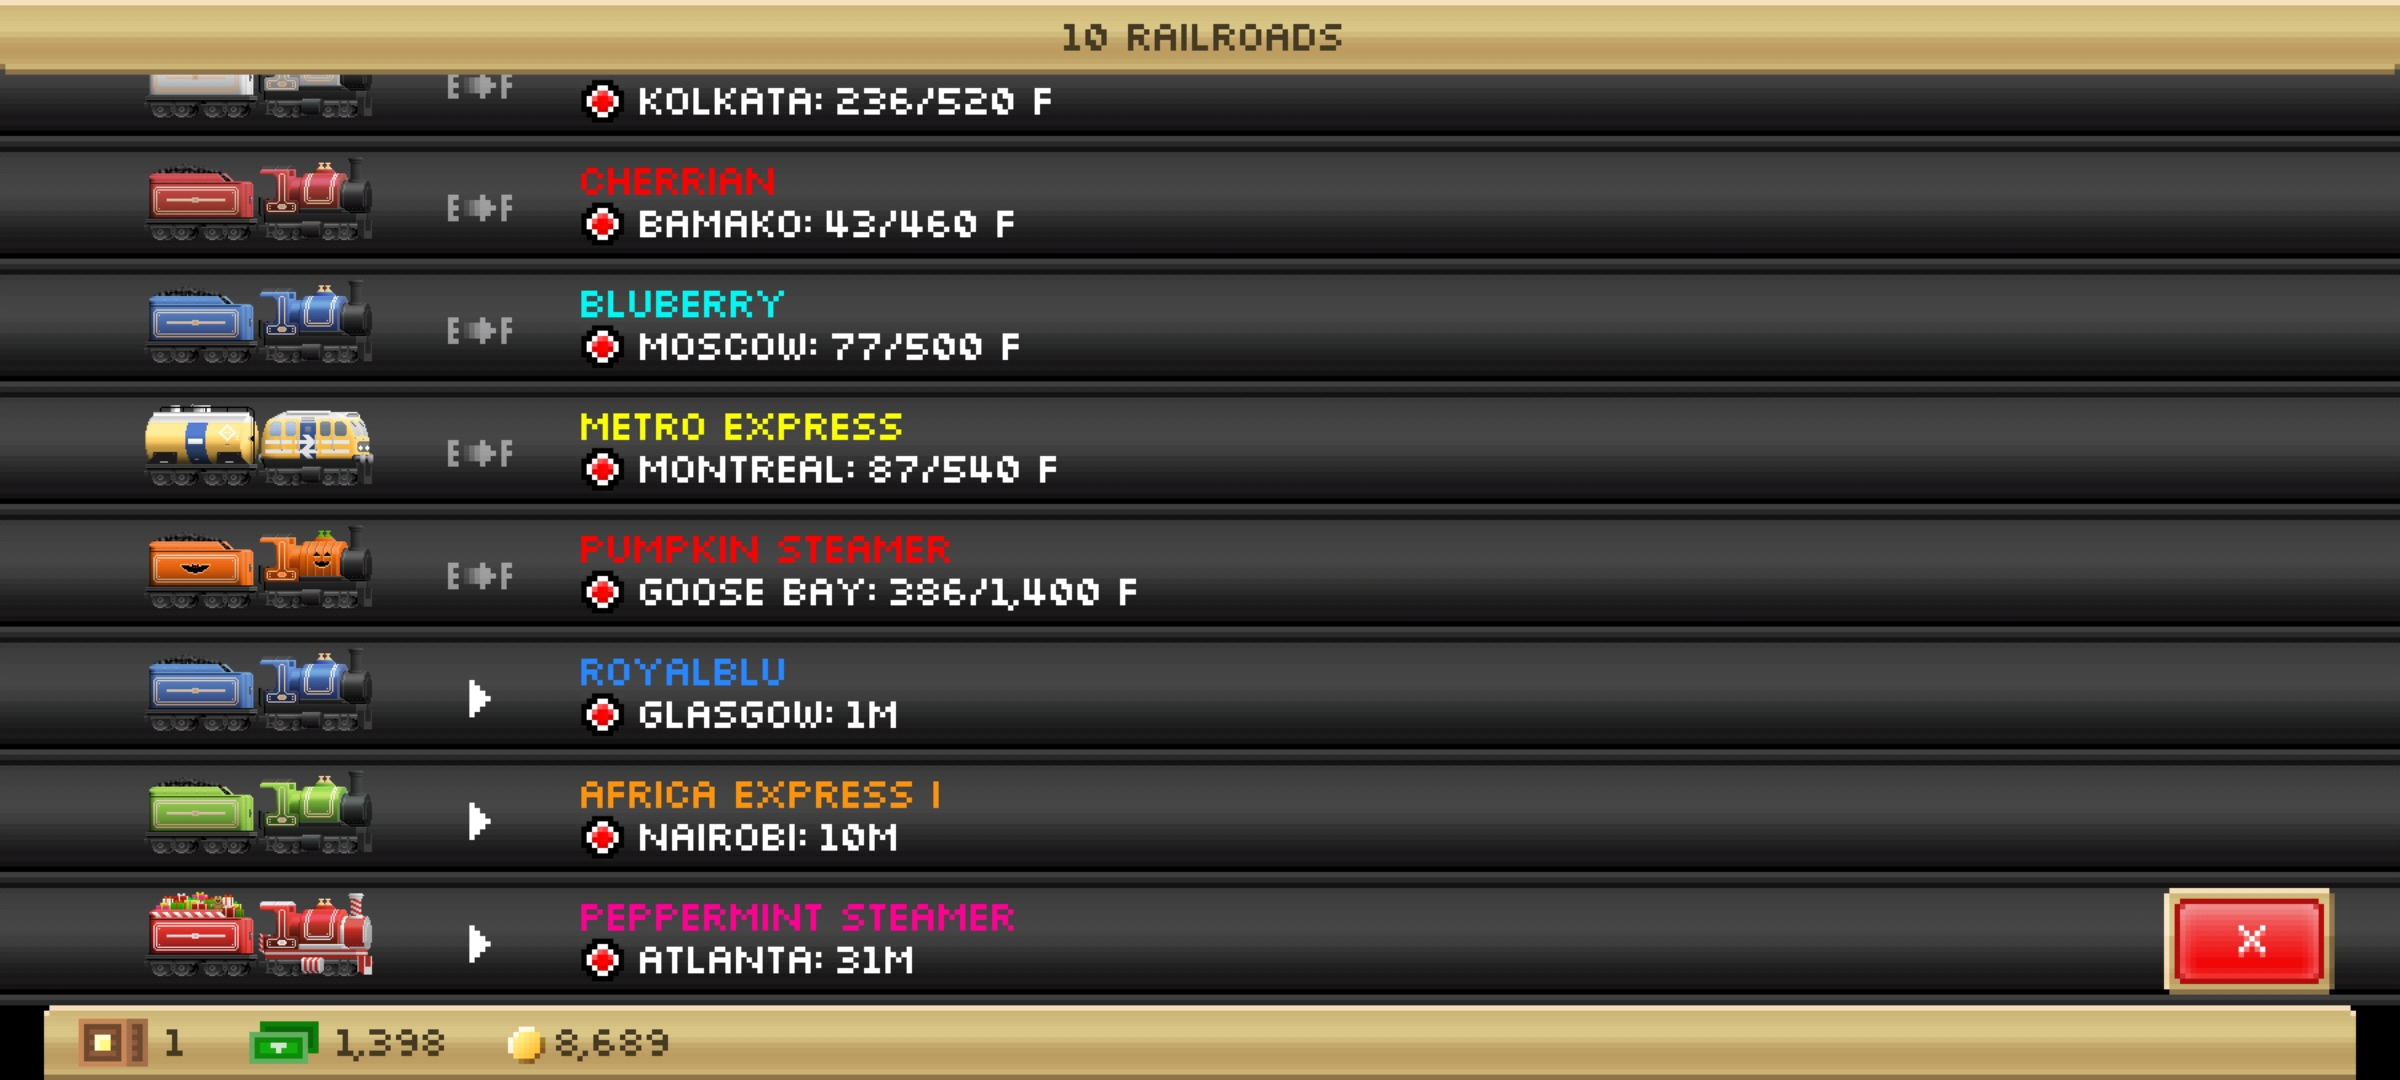 10 RAILROADS
E F
KOLKATA: 236/520 F
CHERRIAN
E F
BAMAKO: 43/460 F
BLUBERRY
E F
MOSCOW: 77/500 F
METRO EXPRESS
E F
MONTREAL: 87/540 F
PUMPKIN STEAMER
E F
GOOSE BAY: 386/1,400 F
ROYALBLU
GLASGOW: 1M
AFRICA EXPRESS I
NAIROBI: 10M
PEPPERMINT STEAMER
ATLANTA: 31M
X
1 1,398 8,689